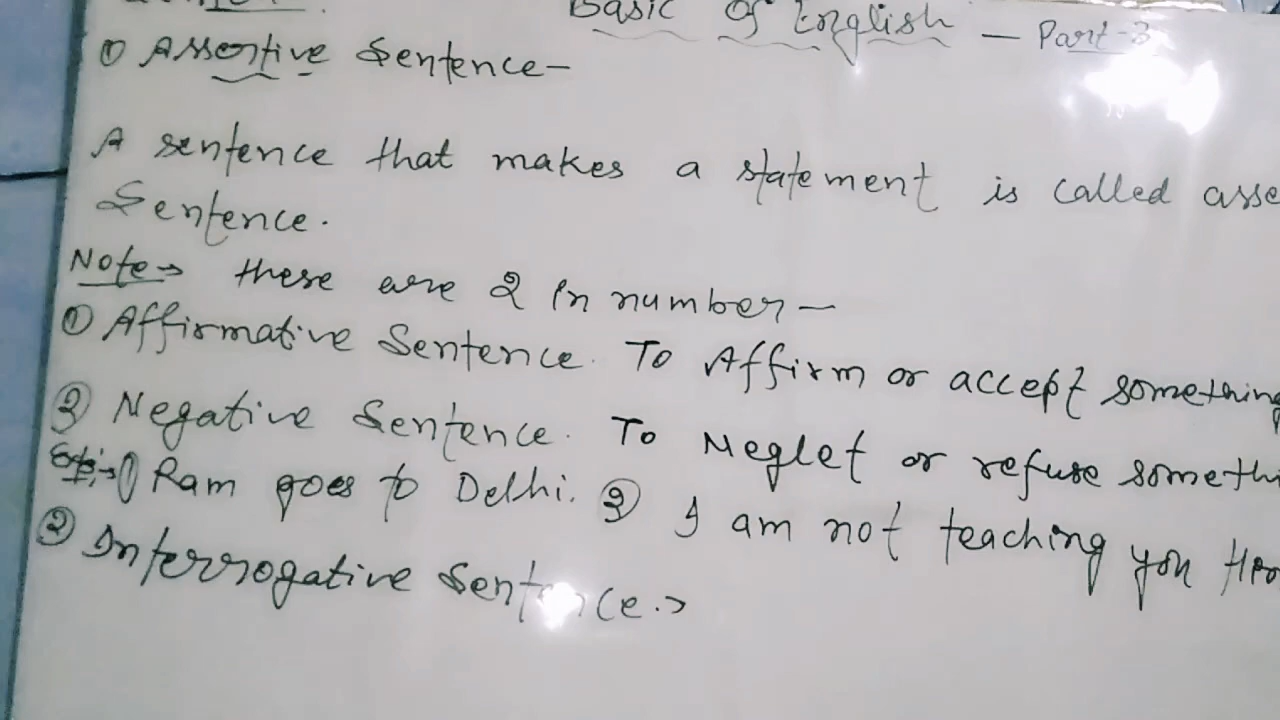 Basic Of English — Part-3
① Assertive Sentence—
A sentence that makes a statement is called asse
Sentence.
Note→ these are 2 in number—
① Affirmative Sentence. To Affirm or accept something
② Negative Sentence. To Neglet or refuse somethi
① Ram goes to Delhi. ② I am not teaching you
② Interrogative Sentence.→